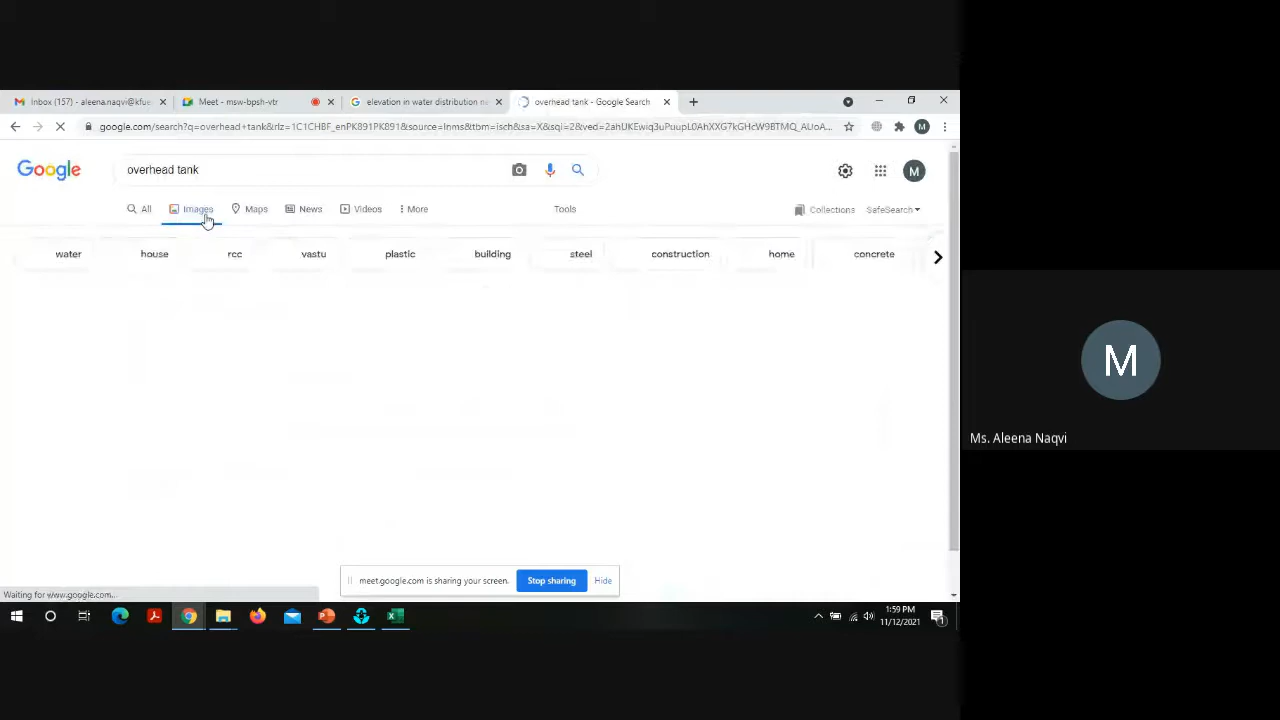 Inbox (157) - aleena.naqvi@kfue
Meet - msw-bpsh-vtr
elevation in water distribution ne
overhead tank - Google Search
google.com/search?q=overhead+tank&rlz=1C1CHBF_enPK891PK891&source=lnms&tbm=isch&sa=X&sqi=2&ved=2ahUKEwiq3uPuupL0AhXXG7kGHcW9BTMQ_AUoA...
M
Google
overhead tank
M
All
Images
Maps
News
Videos
More
Tools
Collections
SafeSearch
water
house
rcc
vastu
plastic
building
steel
construction
home
concrete
M
Ms. Aleena Naqvi
meet.google.com is sharing your screen.
Stop sharing
Hide
Waiting for www.google.com...
1:59 PM
11/12/2021
1